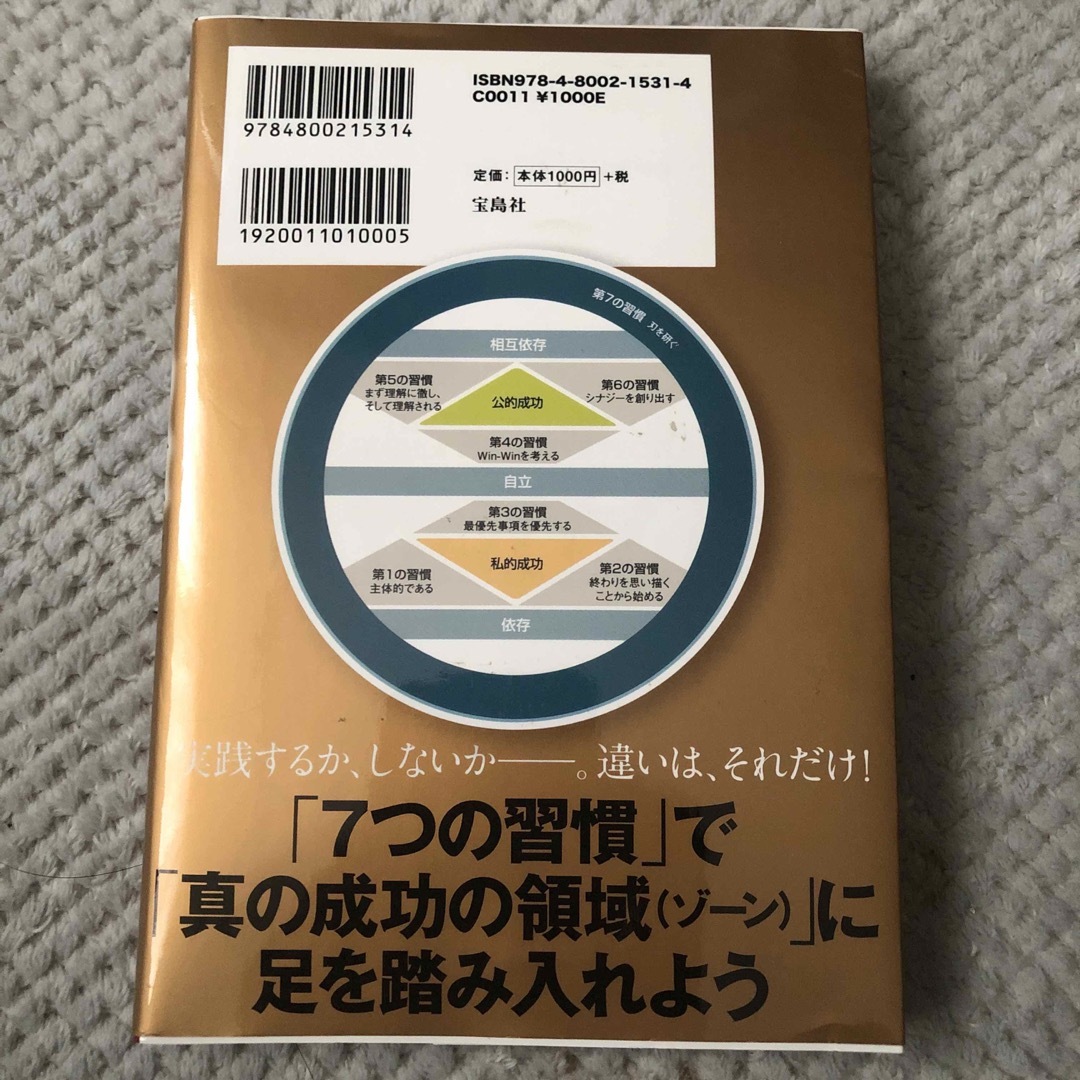 ISBN978-4-8002-1531-4
C0011 ¥1000E
9784800215314
定価: 本体1000円 +税
宝島社
1920011010005
第7の習慣 刃を研ぐ
相互依存
第5の習慣
まず理解に徹し、
そして理解される
公的成功
第6の習慣
シナジーを創り出す
第4の習慣
Win-Winを考える
自立
第3の習慣
最優先事項を優先する
私的成功
第1の習慣
主体的である
第2の習慣
終わりを思い描く
ことから始める
依存
実践するか、しないか――。違いは、それだけ!
「7つの習慣」で
「真の成功の領域(ゾーン)」に
足を踏み入れよう